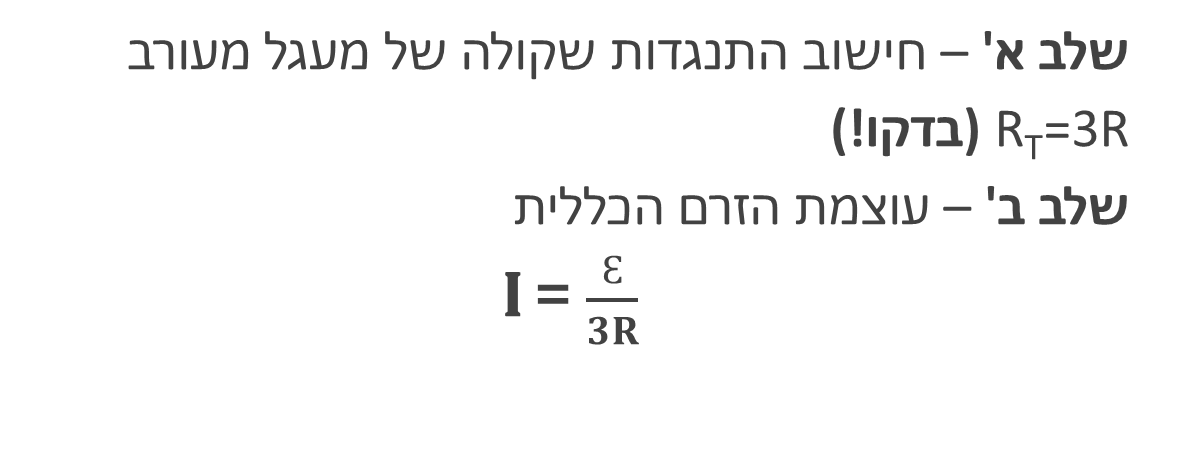 שלב א' – חישוב התנגדות שקולה של מעגל מעורב
R_T=3R (בדקו!)
שלב ב' – עוצמת הזרם הכללית
I = ℇ/3R